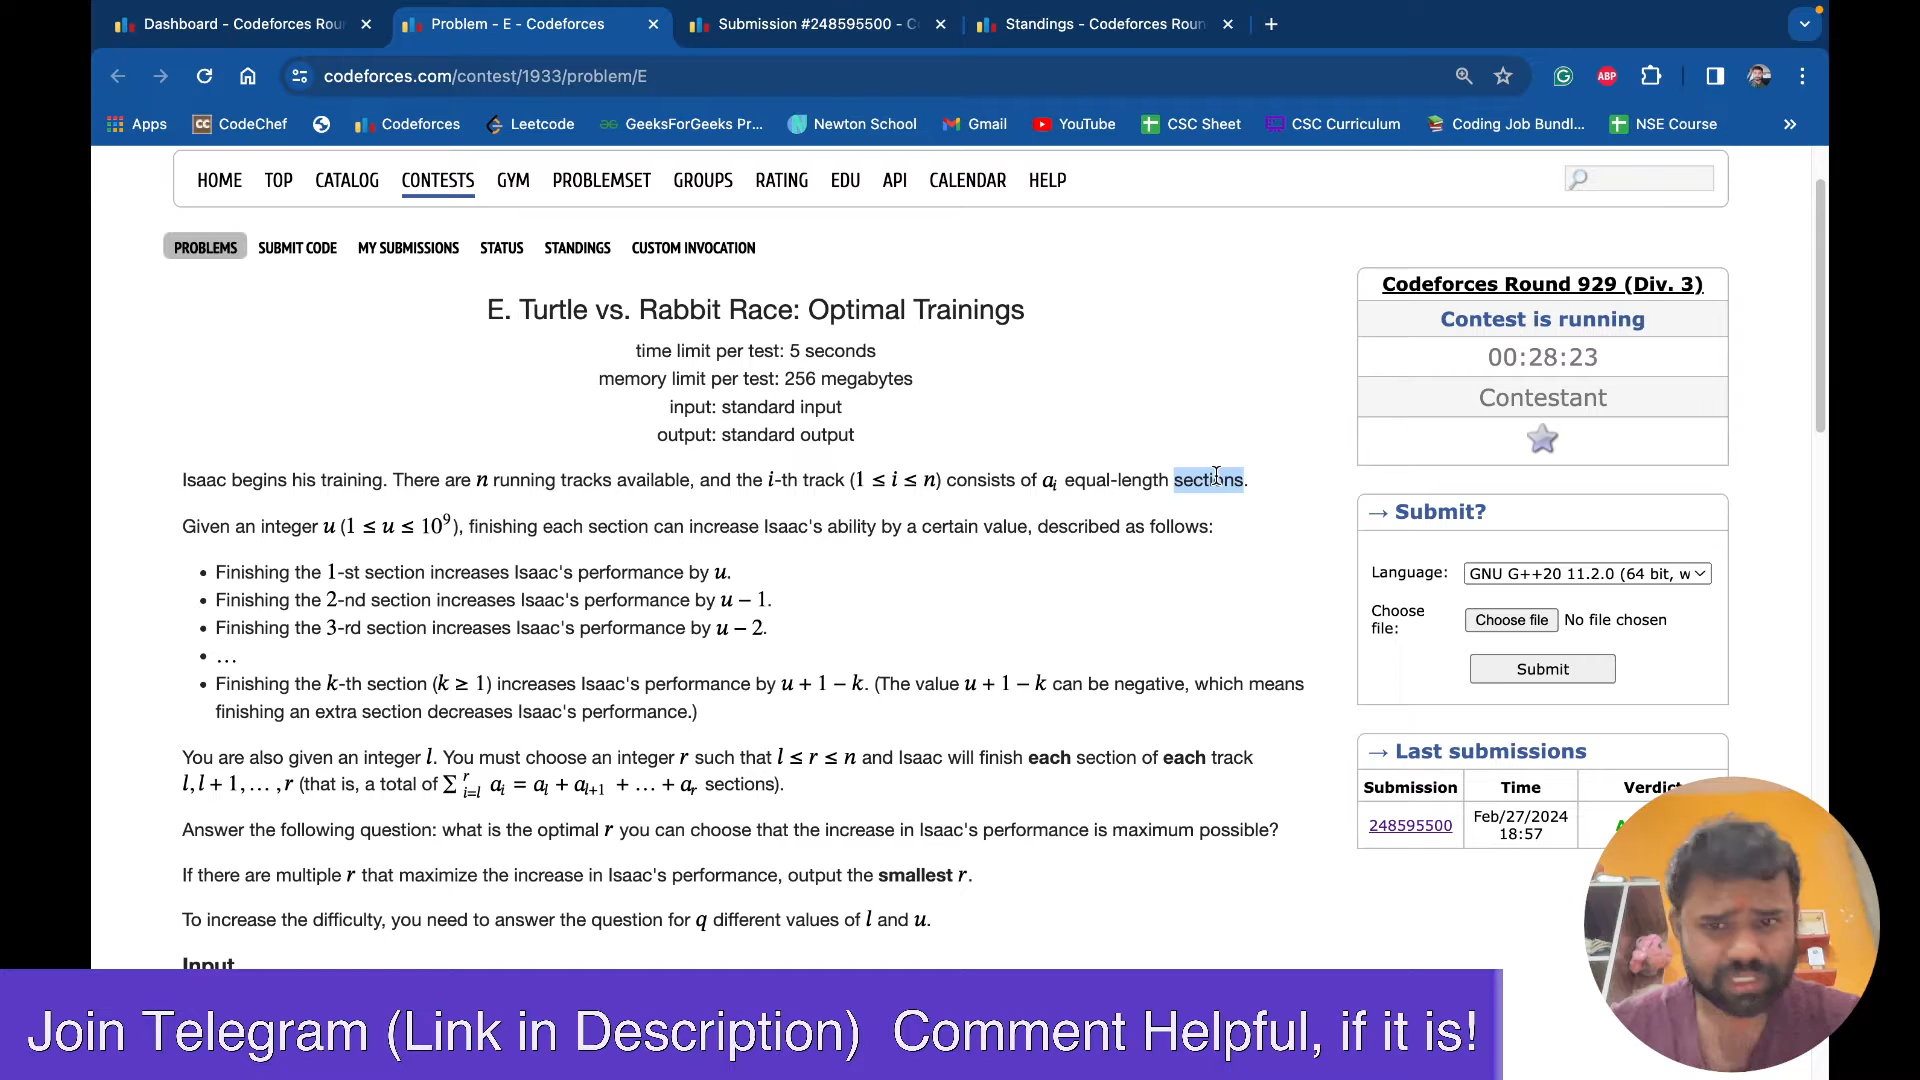 Dashboard - Codeforces Rou
Problem - E - Codeforces
Submission #248595500 - C
Standings - Codeforces Roun
codeforces.com/contest/1933/problem/E
ABP
Apps
CC CodeChef
Codeforces
Leetcode
GeeksForGeeks Pr...
Newton School
Gmail
YouTube
CSC Sheet
CSC Curriculum
Coding Job Bundl...
NSE Course
HOME TOP CATALOG CONTESTS GYM PROBLEMSET GROUPS RATING EDU API CALENDAR HELP
PROBLEMS SUBMIT CODE MY SUBMISSIONS STATUS STANDINGS CUSTOM INVOCATION
E. Turtle vs. Rabbit Race: Optimal Trainings
time limit per test: 5 seconds
memory limit per test: 256 megabytes
input: standard input
output: standard output
Isaac begins his training. There are n running tracks available, and the i-th track (1 ≤ i ≤ n) consists of a_i equal-length sections.
Given an integer u (1 ≤ u ≤ 10^9), finishing each section can increase Isaac's ability by a certain value, described as follows:
• Finishing the 1-st section increases Isaac's performance by u.
• Finishing the 2-nd section increases Isaac's performance by u − 1.
• Finishing the 3-rd section increases Isaac's performance by u − 2.
• …
• Finishing the k-th section (k ≥ 1) increases Isaac's performance by u + 1 − k. (The value u + 1 − k can be negative, which means
finishing an extra section decreases Isaac's performance.)
You are also given an integer l. You must choose an integer r such that l ≤ r ≤ n and Isaac will finish each section of each track
l, l + 1, … , r (that is, a total of ∑_{i=l}^{r} a_i = a_l + a_{l+1} + … + a_r sections).
Answer the following question: what is the optimal r you can choose that the increase in Isaac's performance is maximum possible?
If there are multiple r that maximize the increase in Isaac's performance, output the smallest r.
To increase the difficulty, you need to answer the question for q different values of l and u.
Input
Codeforces Round 929 (Div. 3)
Contest is running
00:28:23
Contestant
→ Submit?
Language: GNU G++20 11.2.0 (64 bit, w
Choose file: Choose file No file chosen
Submit
→ Last submissions
Submission Time Verdict
248595500 Feb/27/2024 18:57
Join Telegram (Link in Description) Comment Helpful, if it is!